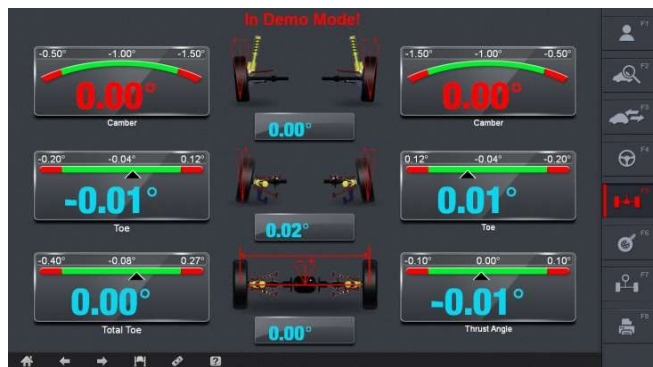 In Demo Mode!
-0.50° -1.00° -1.50°
0.00°
Camber
0.00°
-1.50° -1.00° -0.50°
0.00°
Camber
-0.20° -0.04° 0.12°
-0.01°
Toe
0.02°
0.12° -0.04° -0.20°
0.01°
Toe
-0.40° -0.08° 0.27°
0.00°
Total Toe
0.00°
-0.10° 0.00° 0.10°
-0.01°
Thrust Angle
F1
F2
F3
F4
F5
F6
F7
F8
?